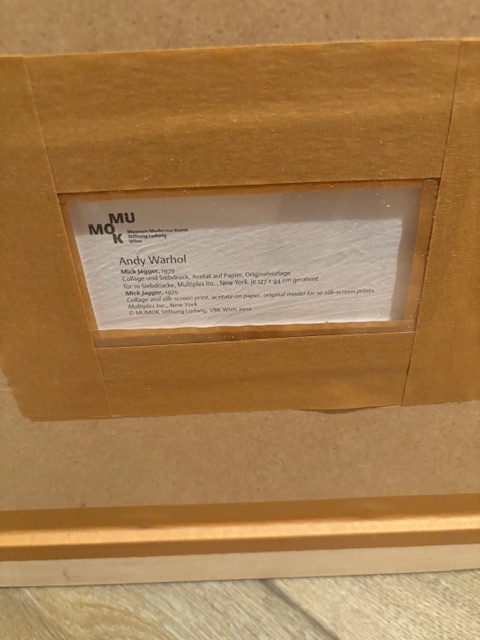 MU
MO
K
Museum Moderner Kunst
Stiftung Ludwig
Wien
Andy Warhol
Mick Jagger, 1975
Collage und Siebdruck, Acetat auf Papier, Originalvorlage
für 10 Siebdrucke, Multiples Inc., New York, je 127 x 94 cm gerahmt
Mick Jagger, 1975
Collage and silk-screen print, acetate on paper, original model for 10 silk-screen prints,
Multiples Inc., New York
© MUMOK Stiftung Ludwig, VBK Wien 2010